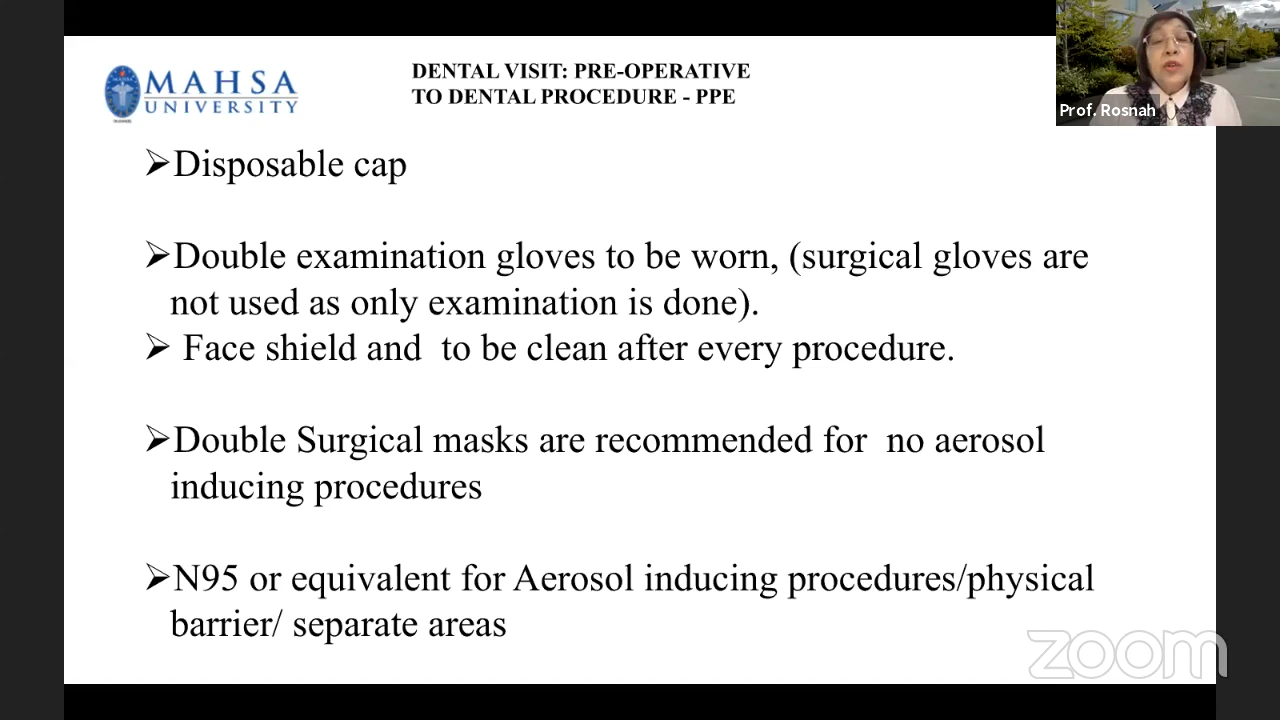 MAHSA
UNIVERSITY
DENTAL VISIT: PRE-OPERATIVE
TO DENTAL PROCEDURE - PPE
Prof. Rosnah
➢Disposable cap
➢Double examination gloves to be worn, (surgical gloves are
not used as only examination is done).
➢ Face shield and  to be clean after every procedure.
➢Double Surgical masks are recommended for  no aerosol
inducing procedures
➢N95 or equivalent for Aerosol inducing procedures/physical
barrier/ separate areas
zoom